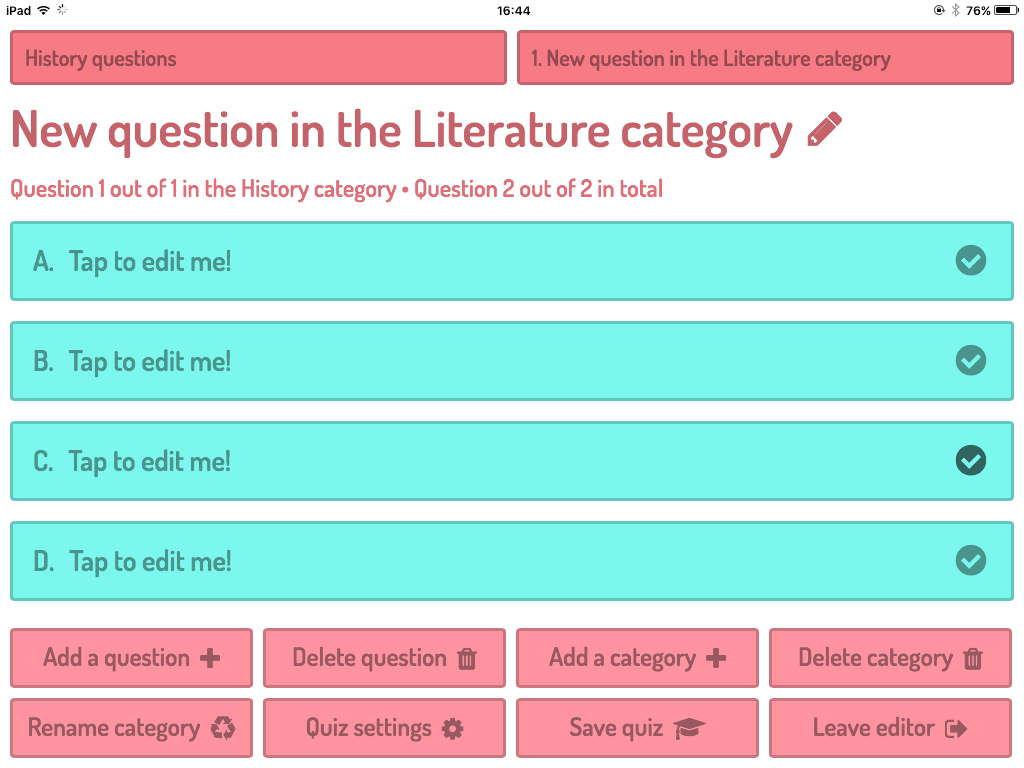 iPad 16:44 76%
History questions 1. New question in the Literature category
New question in the Literature category
Question 1 out of 1 in the History category • Question 2 out of 2 in total
A. Tap to edit me!
B. Tap to edit me!
C. Tap to edit me!
D. Tap to edit me!
Add a question Delete question Add a category Delete category
Rename category Quiz settings Save quiz Leave editor